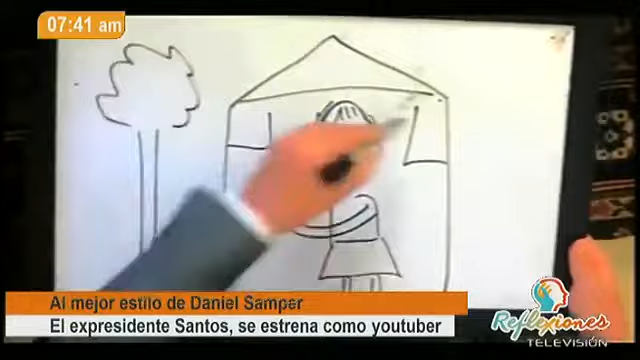 07:41 am
Al mejor estilo de Daniel Samper
El expresidente Santos, se estrena como youtuber
Reflexiones
TELEVISIÓN